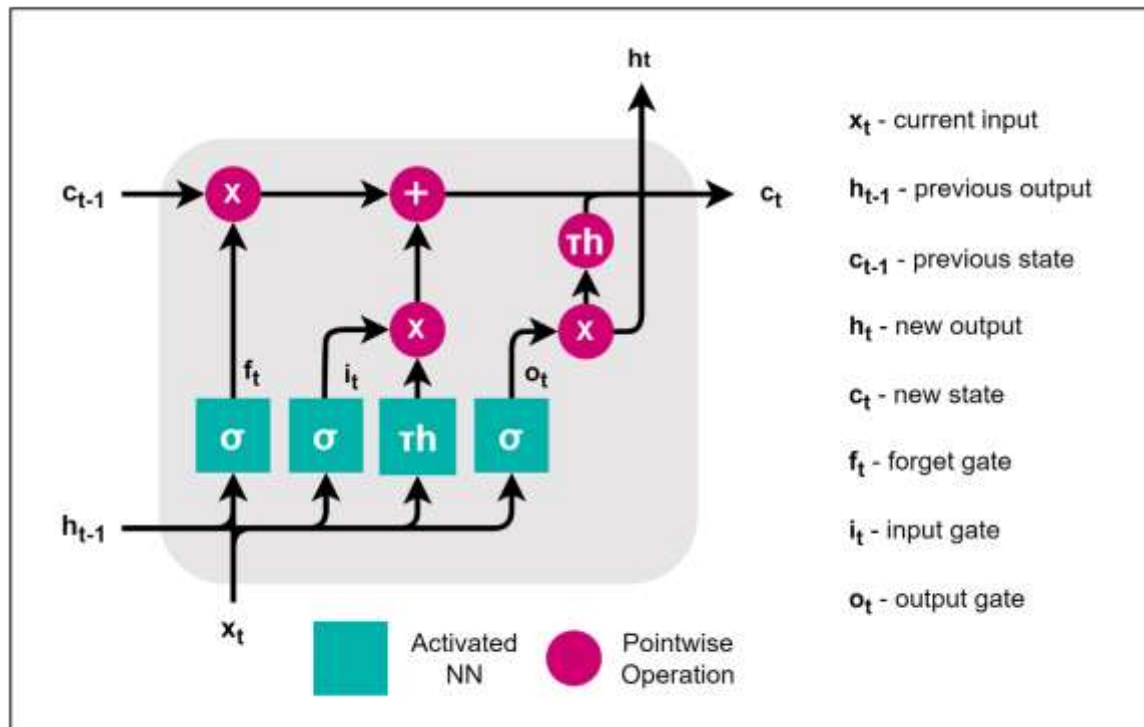 hₜ
xₜ - current input
cₜ₋₁
x
+
cₜ
hₜ₋₁ - previous output
τh
cₜ₋₁ - previous state
x
x
hₜ - new output
fₜ
iₜ
oₜ
cₜ - new state
σ
σ
τh
σ
fₜ - forget gate
hₜ₋₁
iₜ - input gate
oₜ - output gate
xₜ
Activated
NN
Pointwise
Operation